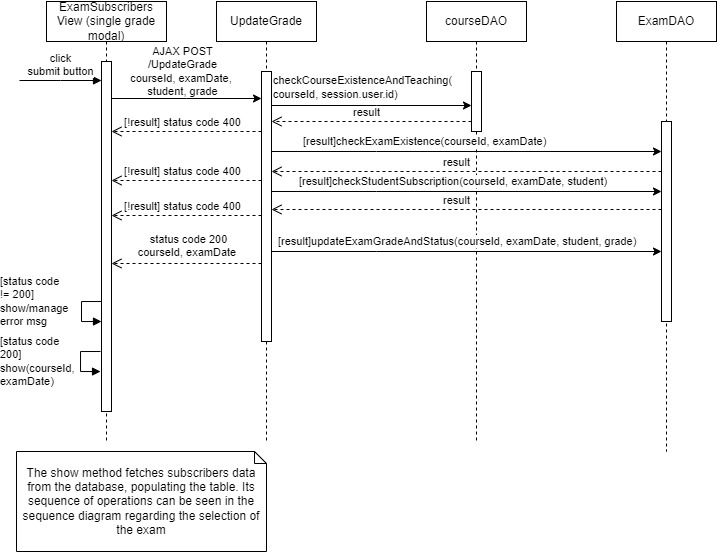 ExamSubscribers
View (single grade
modal)
UpdateGrade
courseDAO
ExamDAO
click
submit button
AJAX POST
/UpdateGrade
courseId, examDate,
student, grade
checkCourseExistenceAndTeaching(
courseId, session.user.id)
result
[!result] status code 400
[result]checkExamExistence(courseId, examDate)
result
[!result] status code 400
[result]checkStudentSubscription(courseId, examDate, student)
result
[!result] status code 400
[result]updateExamGradeAndStatus(courseId, examDate, student, grade)
status code 200
courseId, examDate
[status code
!= 200]
show/manage
error msg
[status code
200]
show(courseId,
examDate)
The show method fetches subscribers data
from the database, populating the table. Its
sequence of operations can be seen in the
sequence diagram regarding the selection of
the exam